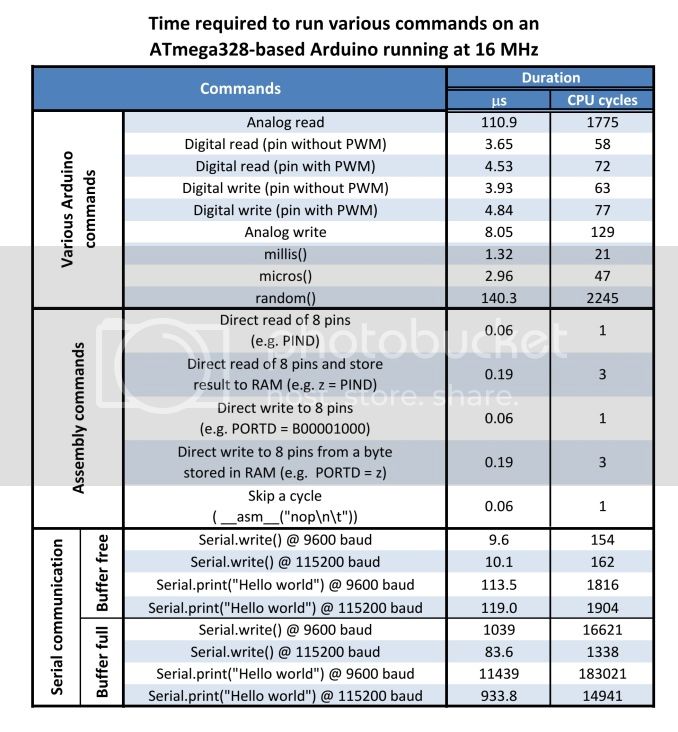 Time required to run various commands on an
ATmega328-based Arduino running at 16 MHz
Commands
Duration
µs
CPU cycles
Various Arduino
commands
Analog read 110.9 1775
Digital read (pin without PWM) 3.65 58
Digital read (pin with PWM) 4.53 72
Digital write (pin without PWM) 3.93 63
Digital write (pin with PWM) 4.84 77
Analog write 8.05 129
millis() 1.32 21
micros() 2.96 47
random() 140.3 2245
Assembly commands
Direct read of 8 pins
(e.g. PIND) 0.06 1
Direct read of 8 pins and store
result to RAM (e.g. z = PIND) 0.19 3
Direct write to 8 pins
(e.g. PORTD = B00001000) 0.06 1
Direct write to 8 pins from a byte
stored in RAM (e.g. PORTD = z) 0.19 3
Skip a cycle
( __asm__("nop\n\t")) 0.06 1
Serial communication
Buffer free
Serial.write() @ 9600 baud 9.6 154
Serial.write() @ 115200 baud 10.1 162
Serial.print("Hello world") @ 9600 baud 113.5 1816
Serial.print("Hello world") @ 115200 baud 119.0 1904
Buffer full
Serial.write() @ 9600 baud 1039 16621
Serial.write() @ 115200 baud 83.6 1338
Serial.print("Hello world") @ 9600 baud 11439 183021
Serial.print("Hello world") @ 115200 baud 933.8 14941
photobucket
host. store. share.